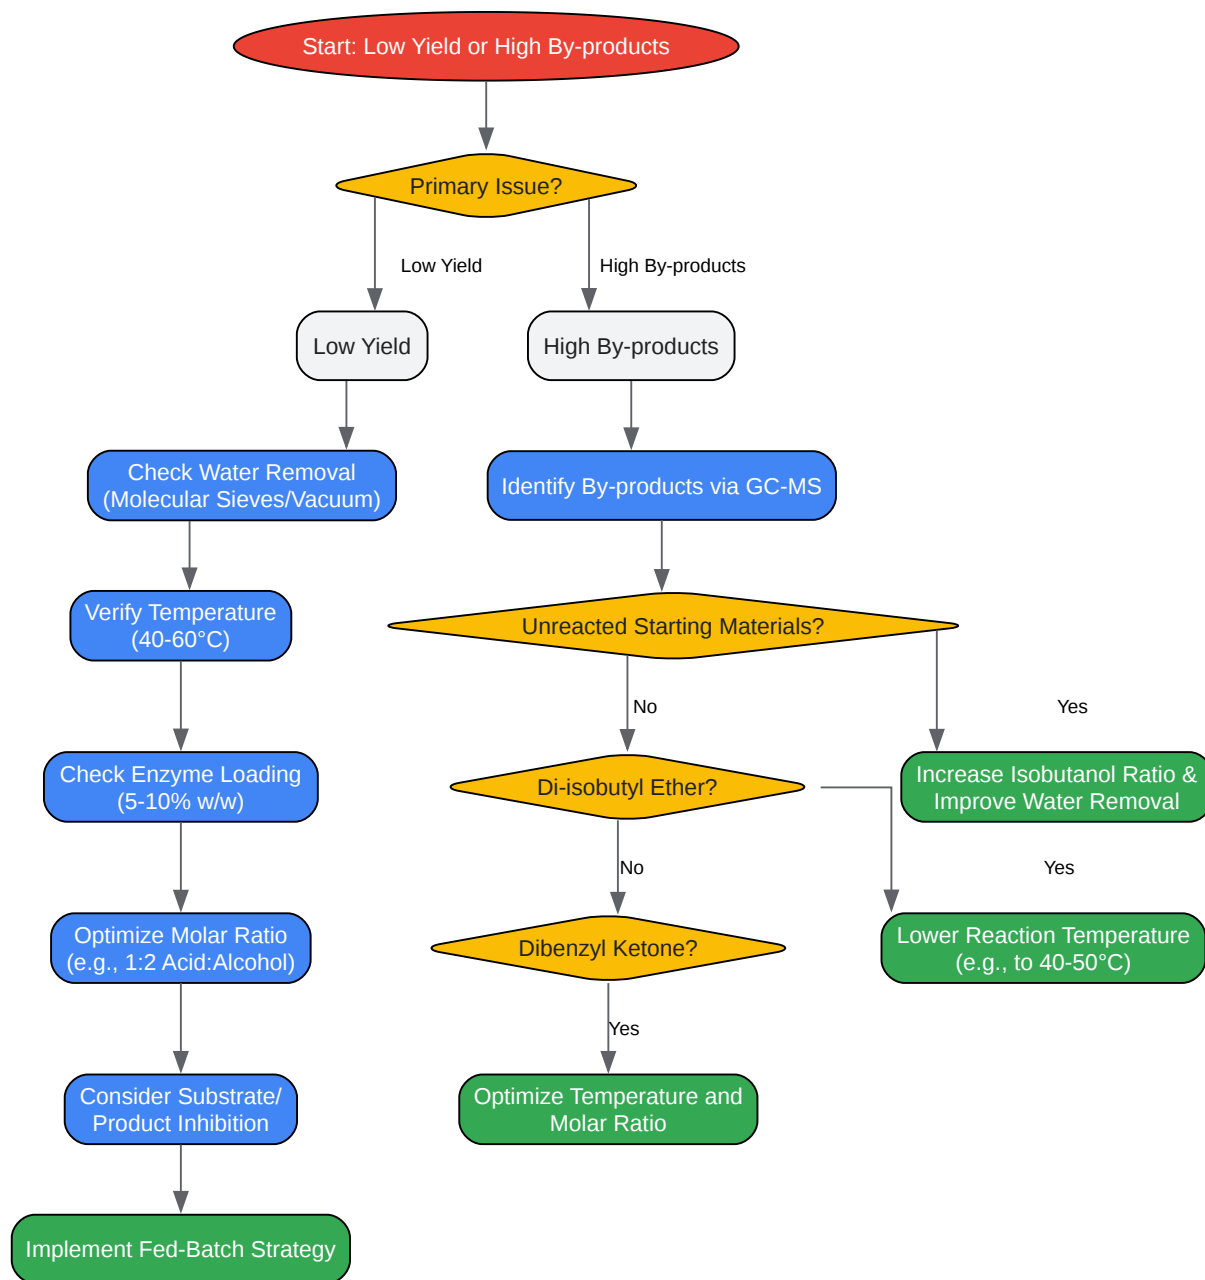 Start: Low Yield or High By-products
Primary Issue?
Low Yield
High By-products
Low Yield
High By-products
Check Water Removal
(Molecular Sieves/Vacuum)
Identify By-products via GC-MS
Verify Temperature
(40-60°C)
Unreacted Starting Materials?
No
Yes
Check Enzyme Loading
(5-10% w/w)
Di-isobutyl Ether?
Increase Isobutanol Ratio &
Improve Water Removal
No
Yes
Optimize Molar Ratio
(e.g., 1:2 Acid:Alcohol)
Dibenzyl Ketone?
Lower Reaction Temperature
(e.g., to 40-50°C)
Yes
Consider Substrate/
Product Inhibition
Optimize Temperature and
Molar Ratio
Implement Fed-Batch Strategy